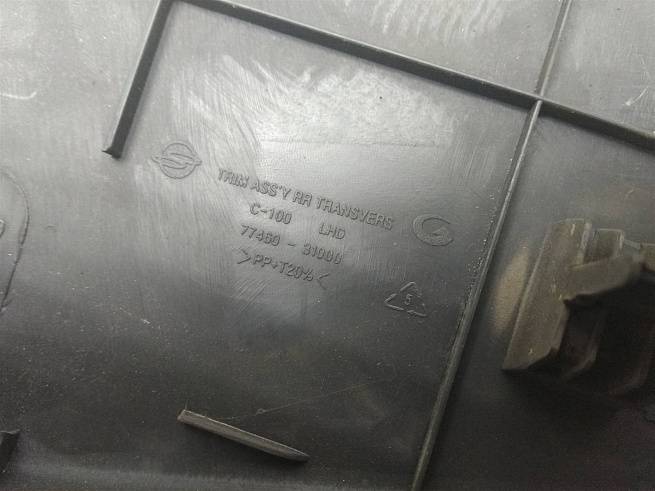 TRIM ASS'Y RR TRANSVERS
C-100 LHD
77460 - 31000
>PP+T20%<
5